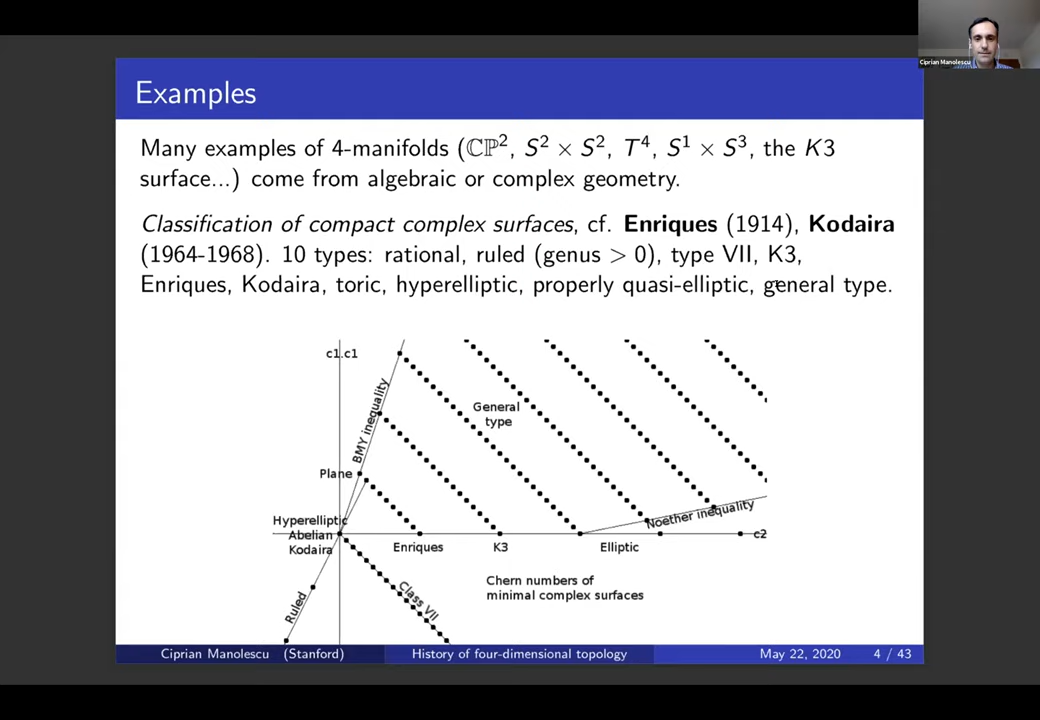 Ciprian Manolescu
Examples
Many examples of 4-manifolds (ℂℙ², S² × S², T⁴, S¹ × S³, the K3
surface...) come from algebraic or complex geometry.
Classification of compact complex surfaces, cf. Enriques (1914), Kodaira
(1964-1968). 10 types: rational, ruled (genus > 0), type VII, K3,
Enriques, Kodaira, toric, hyperelliptic, properly quasi-elliptic, general type.
c1.c1
BMY inequality
General
type
Plane
Noether inequality
Hyperelliptic
Abelian
Kodaira
c2
Enriques
K3
Elliptic
Ruled
Class VII
Chern numbers of
minimal complex surfaces
Ciprian Manolescu (Stanford)
History of four-dimensional topology
May 22, 2020
4 / 43